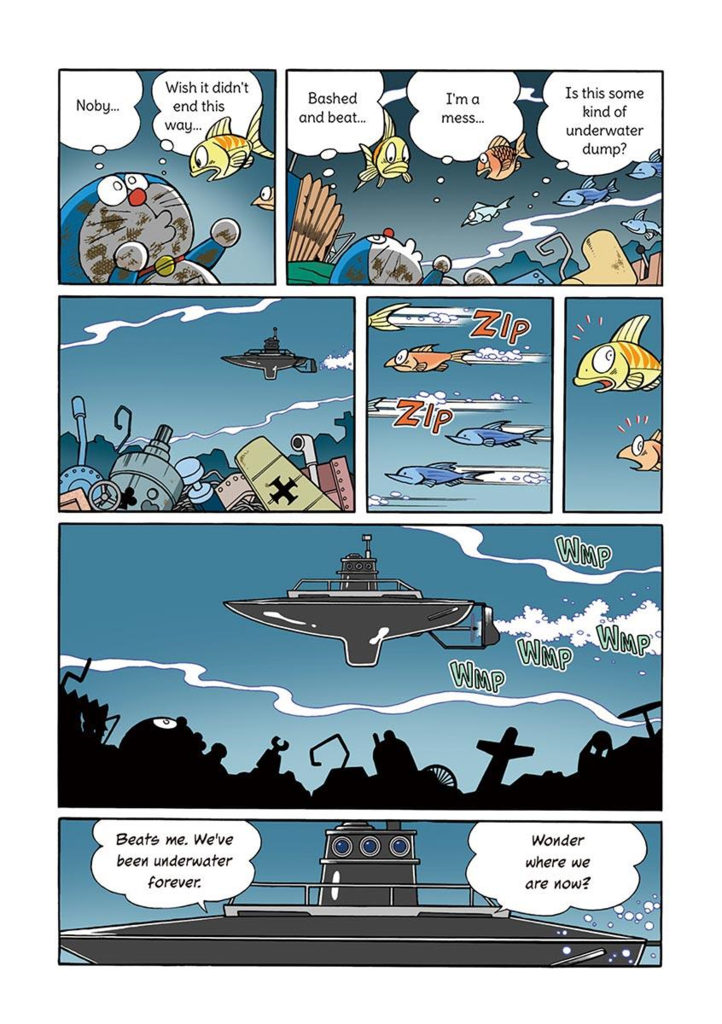 Is this some
kind of
underwater
dump?
I'm a
mess...
Bashed
and beat...
Wish it didn't
end this
way...
Noby...
ZIP
ZIP
WMP
WMP
WMP
WMP
Wonder
where we
are now?
Beats me. We've
been underwater
forever.